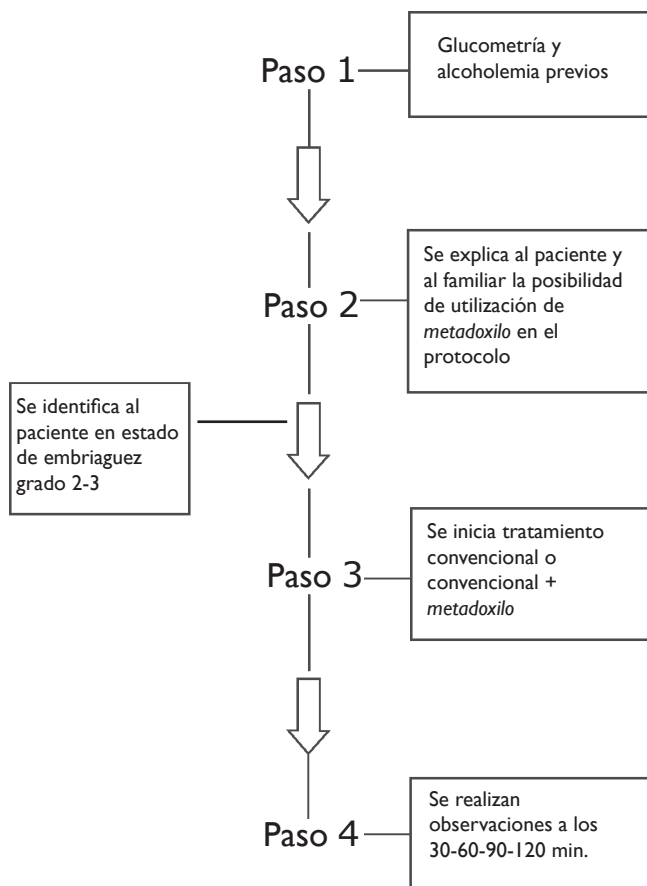 Paso 1
Glucometría y
alcoholemia previos
Paso 2
Se explica al paciente y
al familiar la posibilidad
de utilización de
metadoxilo en el
protocolo
Se identifica al
paciente en estado
de embriaguez
grado 2-3
Paso 3
Se inicia tratamiento
convencional o
convencional +
metadoxilo
Paso 4
Se realizan
observaciones a los
30-60-90-120 min.